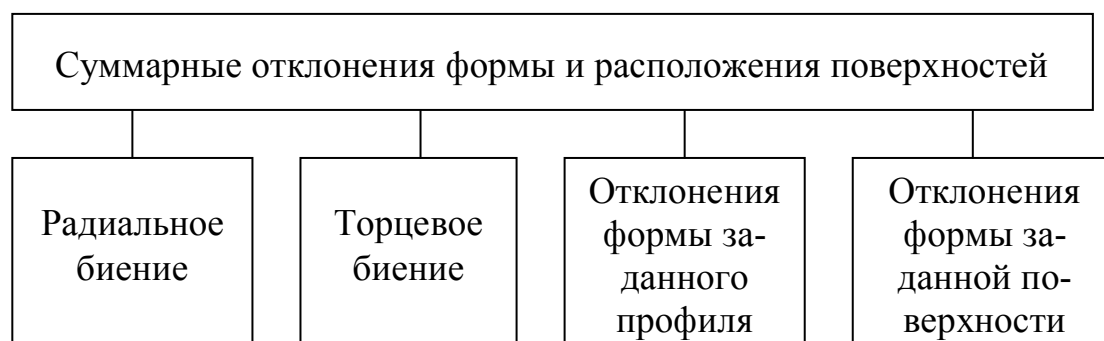 Суммарные отклонения формы и расположения поверхностей
Радиальное
биение
Торцевое
биение
Отклонения
формы за-
данного
профиля
Отклонения
формы за-
данной по-
верхности